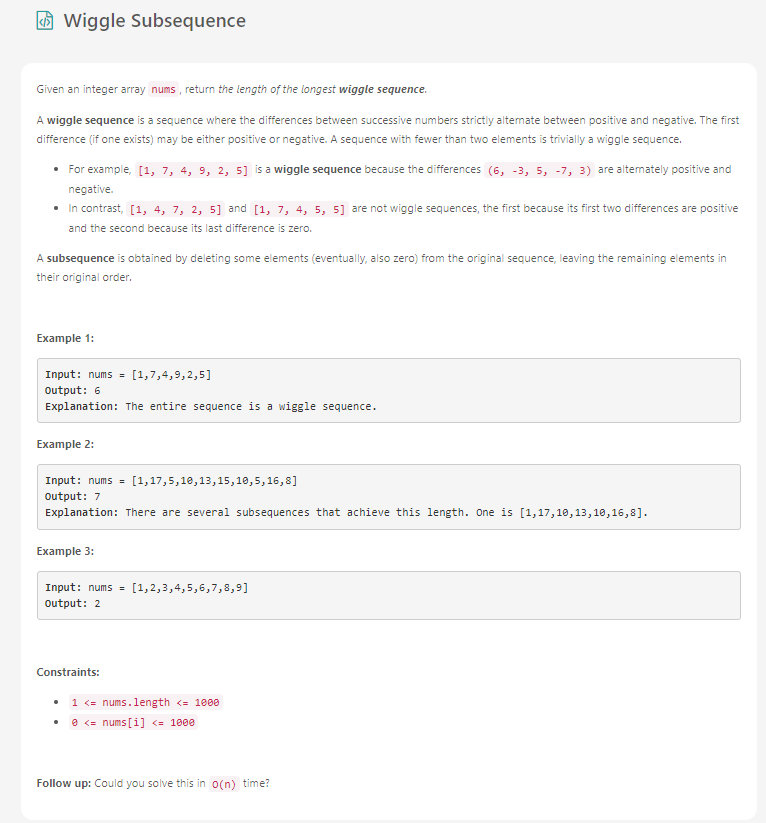 Wiggle Subsequence
Given an integer array nums , return the length of the longest wiggle sequence.
A wiggle sequence is a sequence where the differences between successive numbers strictly alternate between positive and negative. The first
difference (if one exists) may be either positive or negative. A sequence with fewer than two elements is trivially a wiggle sequence.
• For example, [1, 7, 4, 9, 2, 5] is a wiggle sequence because the differences (6, -3, 5, -7, 3) are alternately positive and
negative.
• In contrast, [1, 4, 7, 2, 5] and [1, 7, 4, 5, 5] are not wiggle sequences, the first because its first two differences are positive
and the second because its last difference is zero.
A subsequence is obtained by deleting some elements (eventually, also zero) from the original sequence, leaving the remaining elements in
their original order.
Example 1:
Input: nums = [1,7,4,9,2,5]
Output: 6
Explanation: The entire sequence is a wiggle sequence.
Example 2:
Input: nums = [1,17,5,10,13,15,10,5,16,8]
Output: 7
Explanation: There are several subsequences that achieve this length. One is [1,17,10,13,10,16,8].
Example 3:
Input: nums = [1,2,3,4,5,6,7,8,9]
Output: 2
Constraints:
• 1 <= nums.length <= 1000
• 0 <= nums[i] <= 1000
Follow up: Could you solve this in O(n) time?